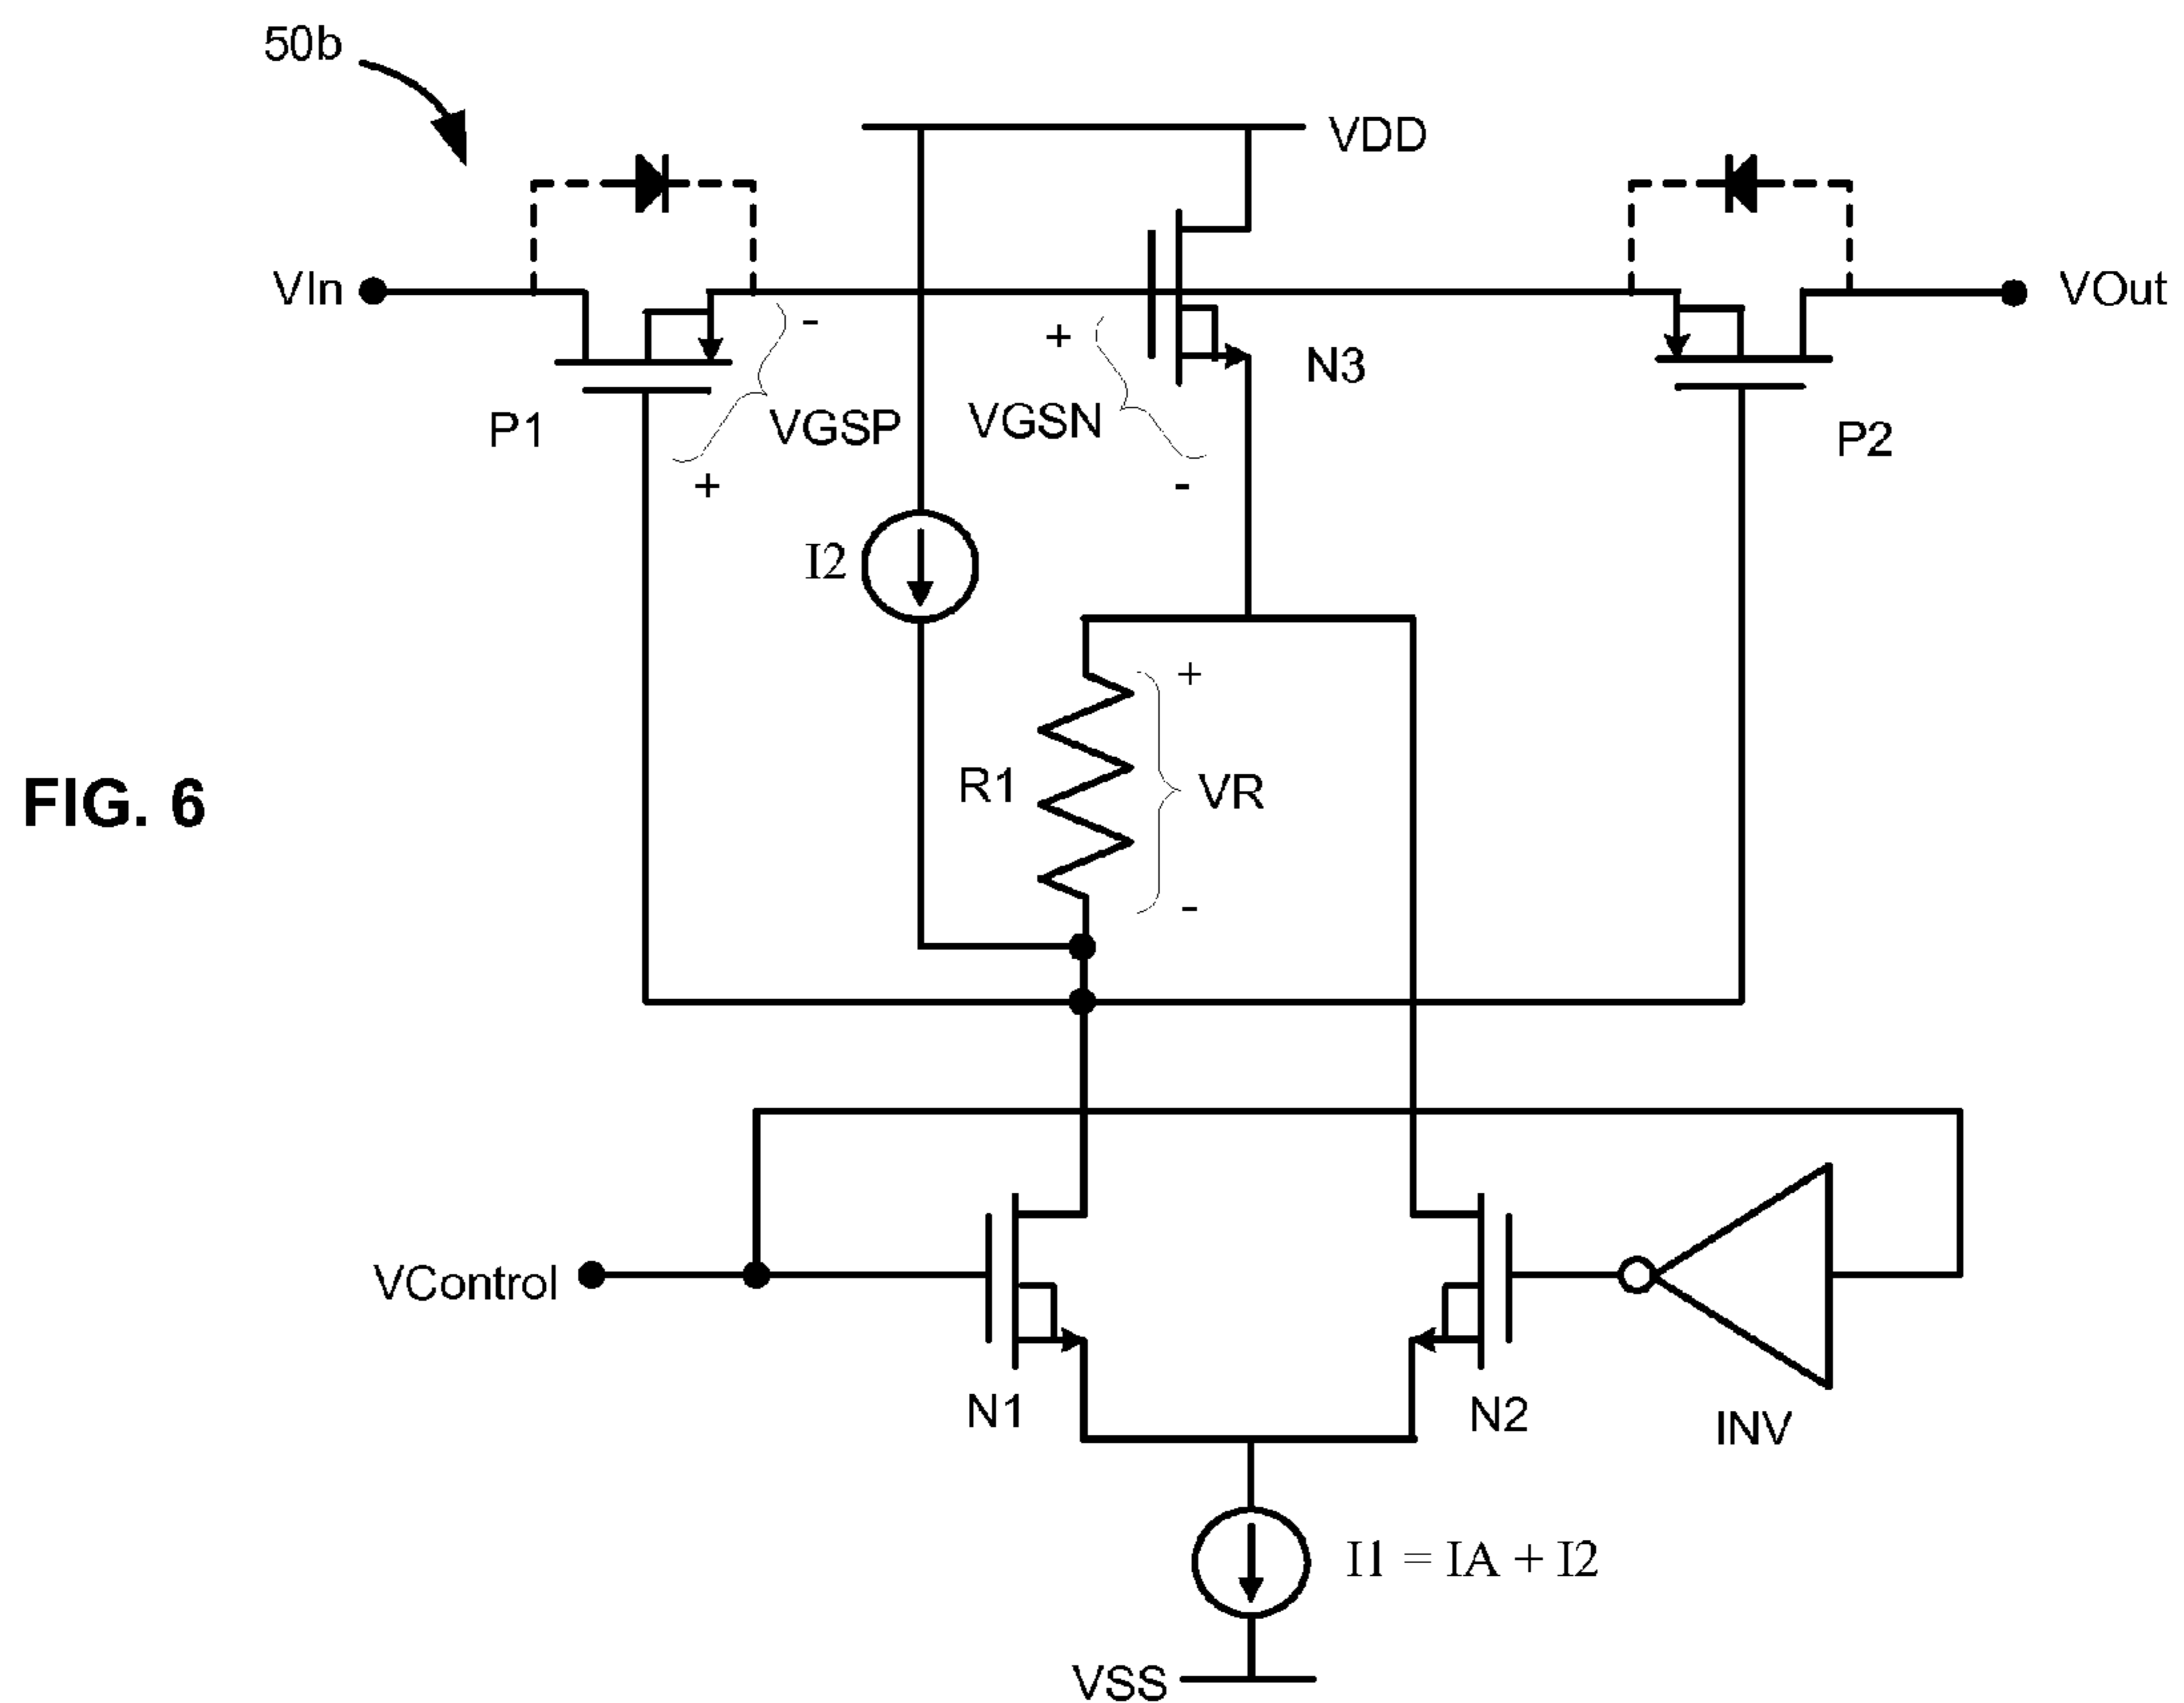 50b
VDD
VIn
VOut
+
-
N3
P1
VGSP
VGSN
P2
+
-
I2
+
R1
VR
FIG. 6
-
VControl
N1
N2
INV
I1 = IA + I2
VSS